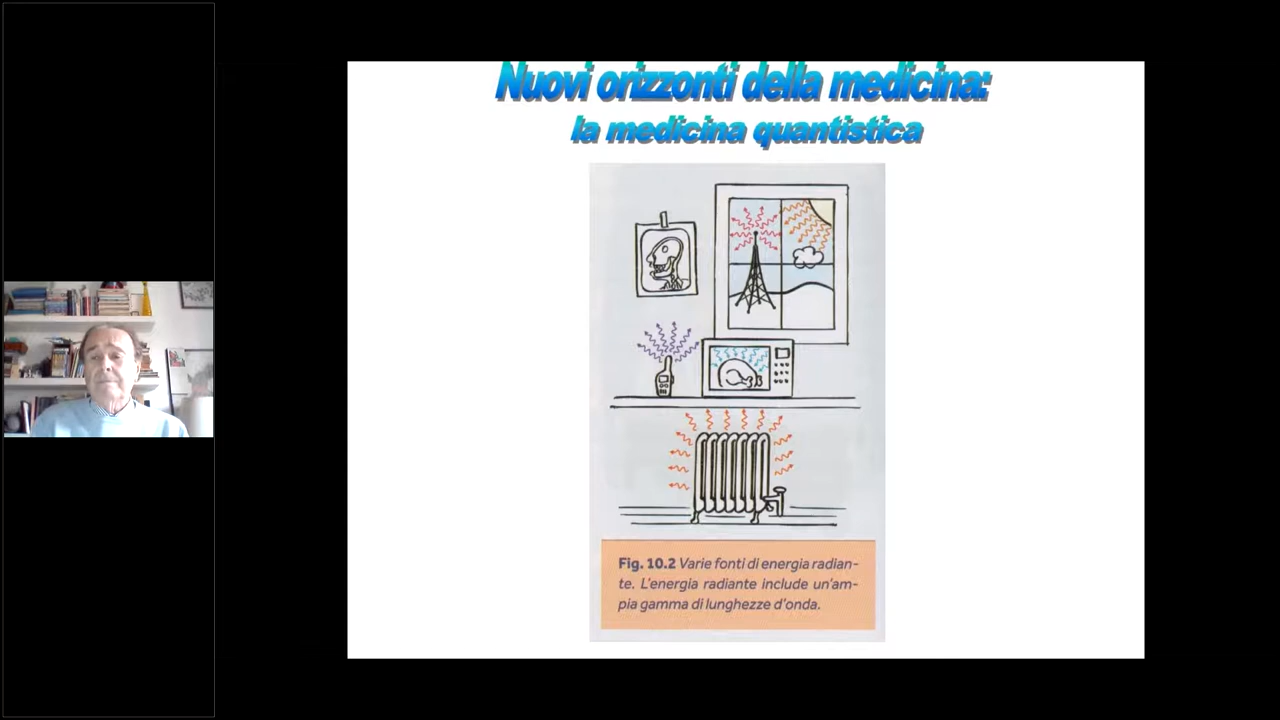 Nuovi orizzonti della medicina:
la medicina quantistica
Fig. 10.2 Varie fonti di energia radian-
te. L'energia radiante include un'am-
pia gamma di lunghezze d'onda.